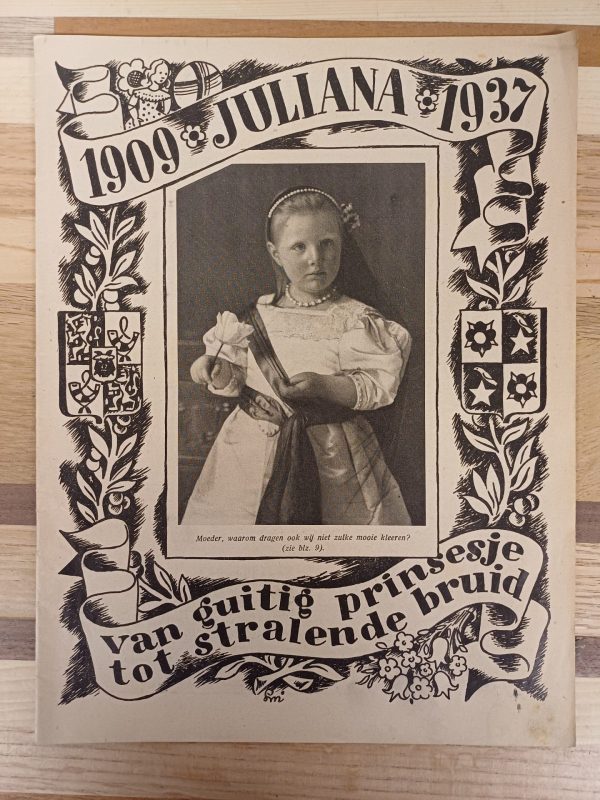 1909 JULIANA 1937
Moeder, waarom dragen ook wij niet zulke mooie kleeren?
(zie blz. 9).
van guitig prinsesje
tot stralende bruid